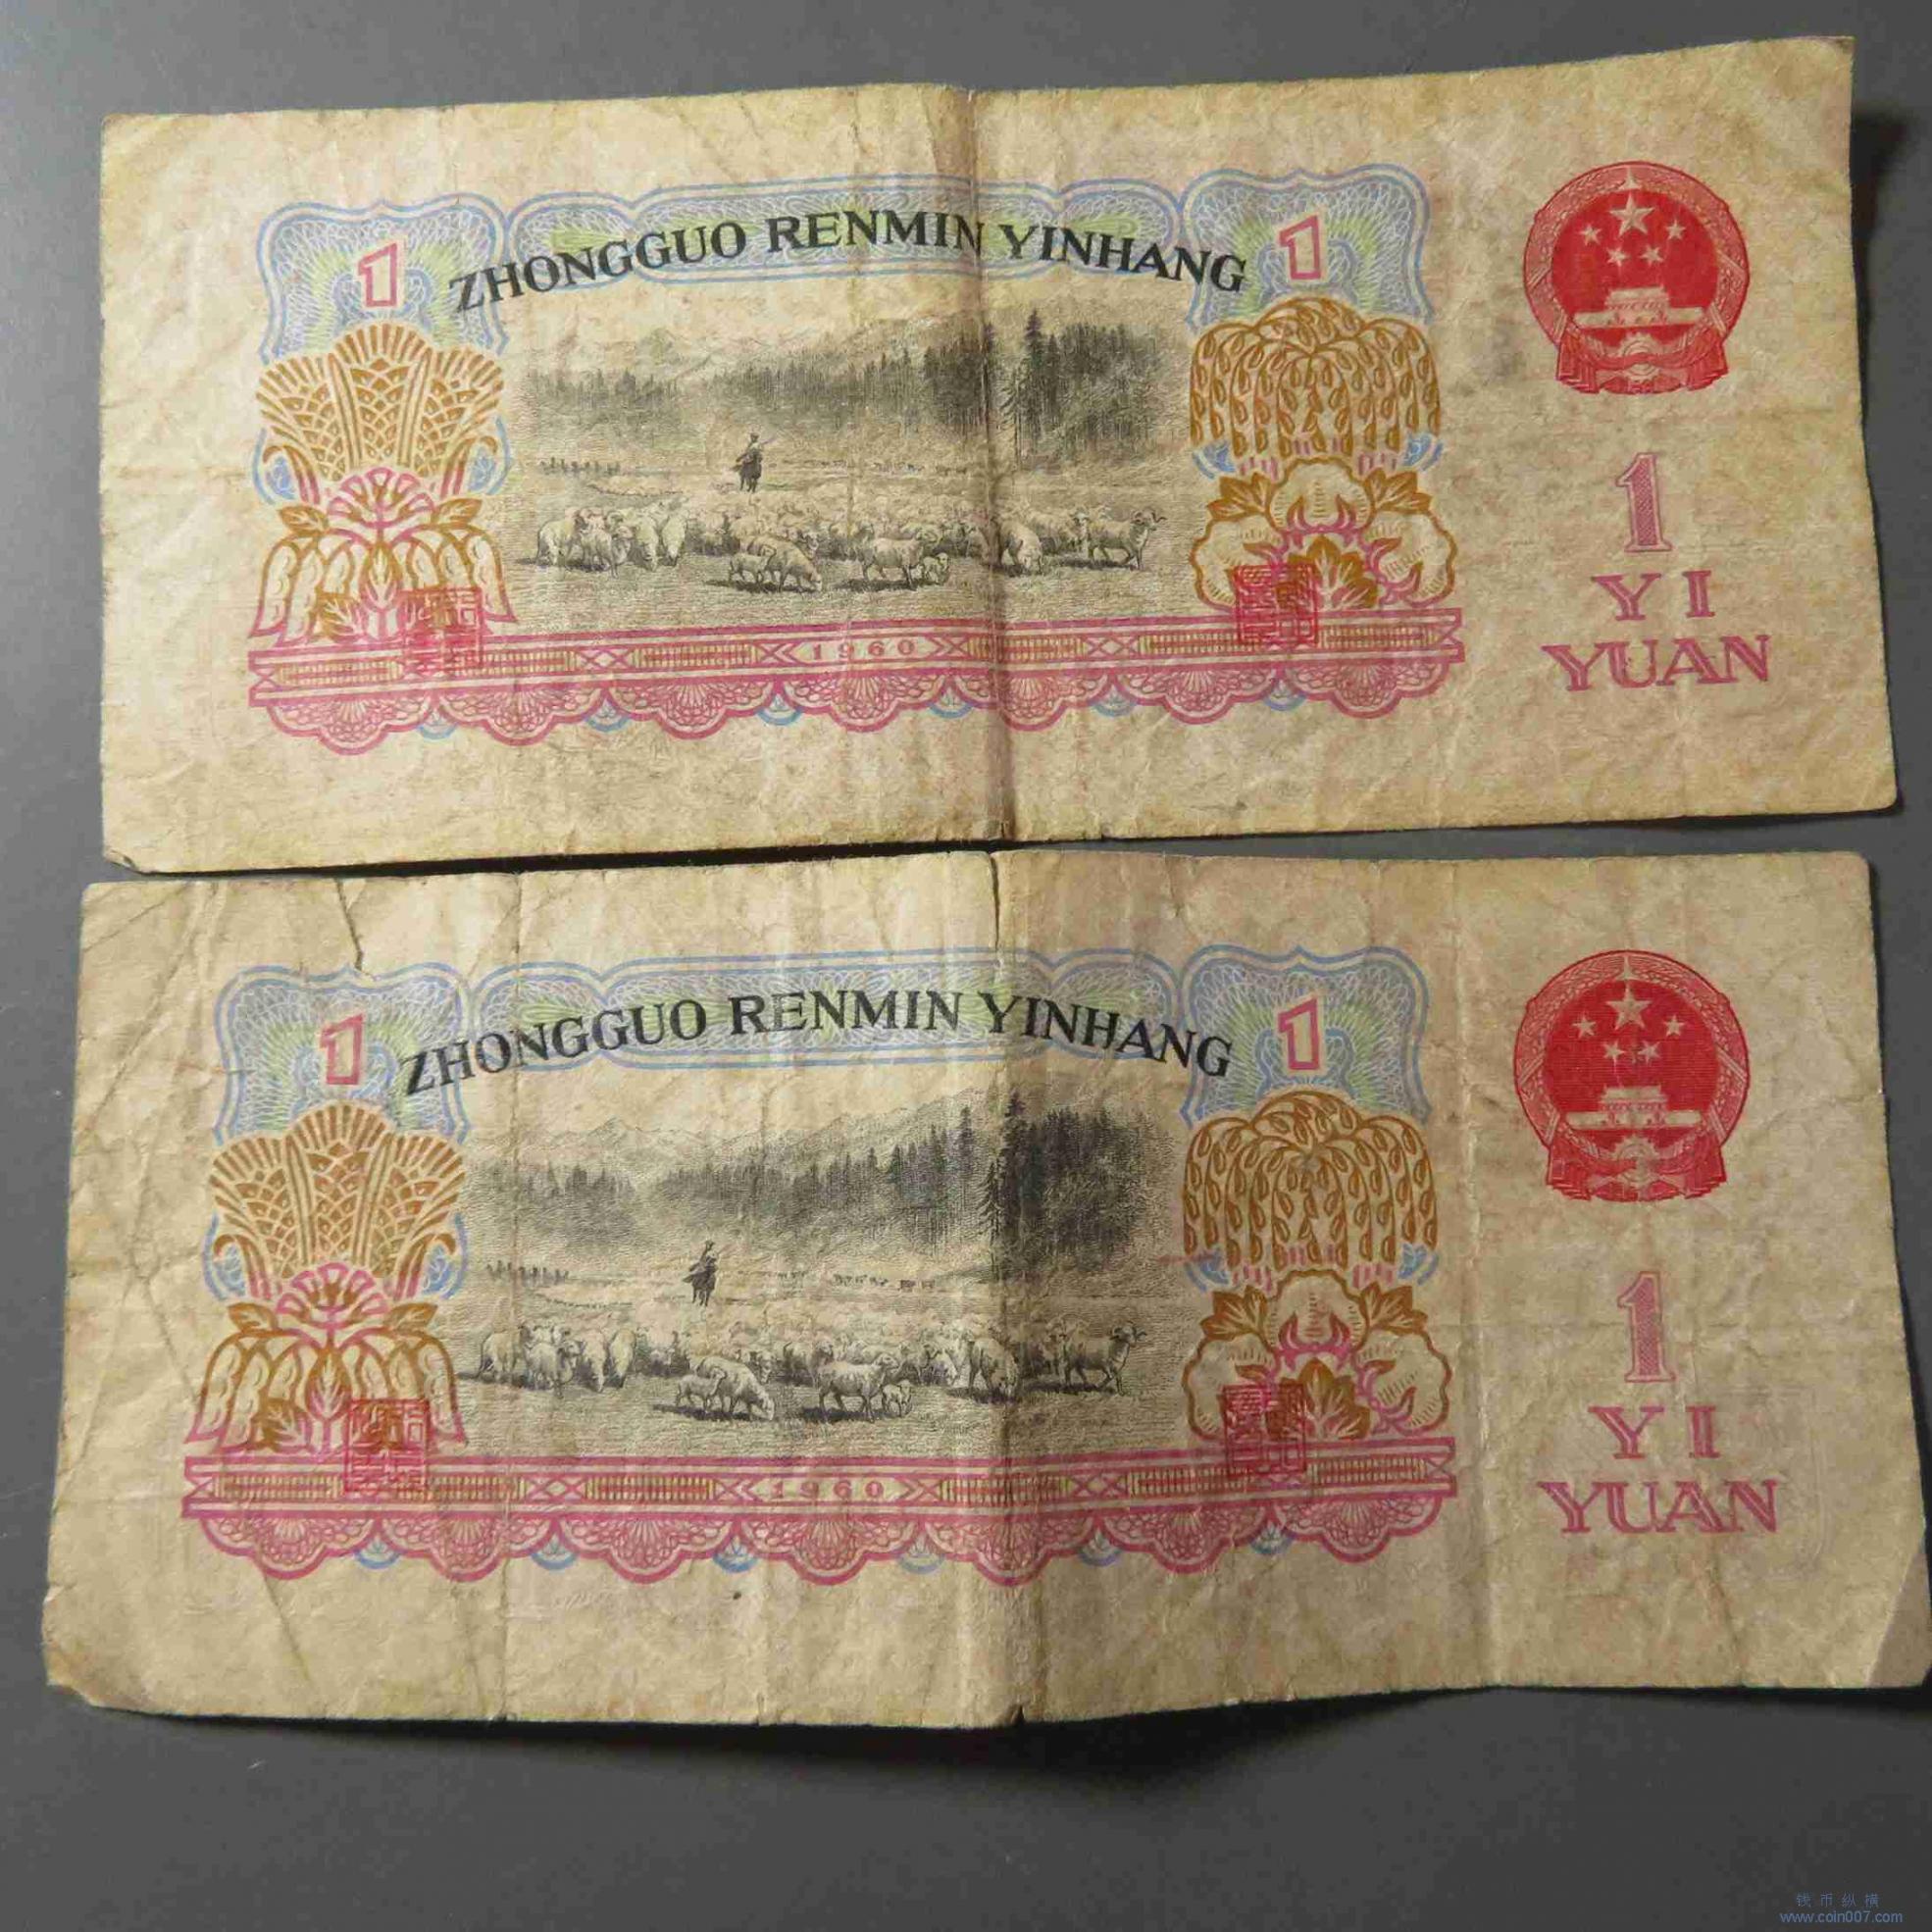 ZHONGGUO RENMIN YINHANG
1
1
1
YI
YUAN
1960
ZHONGGUO RENMIN YINHANG
1
1
1
YI
YUAN
1960
钱币纵横
www.coin007.com